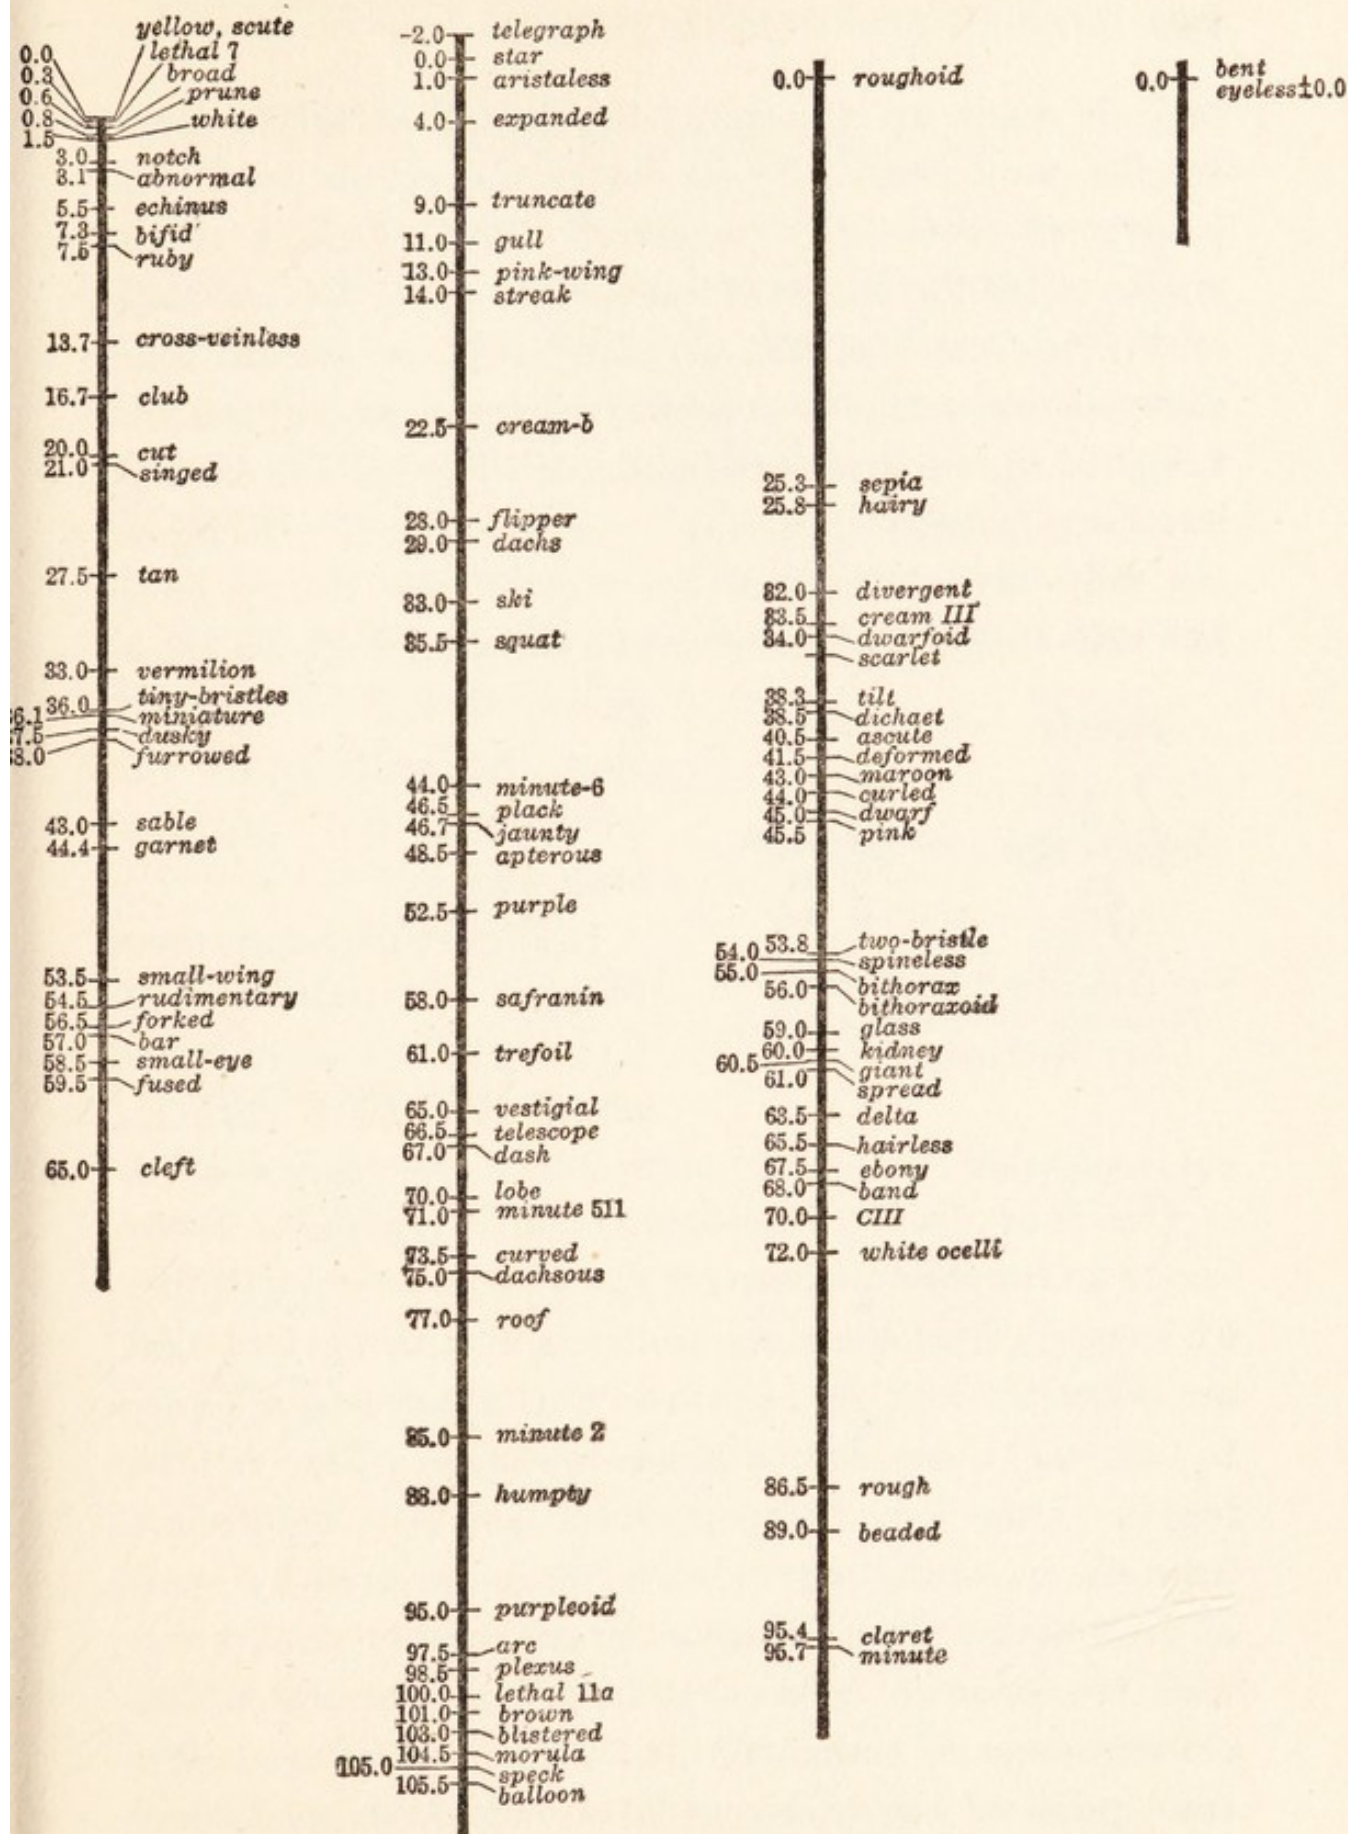 0.0 yellow, scute
0.3 lethal 7
0.6 broad
0.8 prune
1.5 white
3.0 notch
3.1 abnormal
5.5 echinus
7.3 bifid
7.5 ruby
13.7 cross-veinless
16.7 club
20.0 cut
21.0 singed
27.5 tan
33.0 vermilion
36.0 tiny-bristles
6.1 miniature
7.5 dusky
8.0 furrowed
43.0 sable
44.4 garnet
53.5 small-wing
54.5 rudimentary
56.5 forked
57.0 bar
58.5 small-eye
59.5 fused
65.0 cleft
-2.0 telegraph
0.0 star
1.0 aristaless
4.0 expanded
9.0 truncate
11.0 gull
13.0 pink-wing
14.0 streak
22.5 cream-b
28.0 flipper
29.0 dachs
33.0 ski
35.5 squat
44.0 minute-6
46.5 plack
46.7 jaunty
48.5 apterous
52.5 purple
58.0 safranin
61.0 trefoil
65.0 vestigial
66.5 telescope
67.0 dash
70.0 lobe
71.0 minute 511
73.5 curved
75.0 dachsous
77.0 roof
85.0 minute 2
88.0 humpty
95.0 purpleoid
97.5 arc
98.5 plexus
100.0 lethal 11a
101.0 brown
103.0 blistered
104.5 morula
105.0 speck
105.5 balloon
0.0 roughoid
25.3 sepia
25.8 hairy
32.0 divergent
33.5 cream III
34.0 dwarfoid
scarlet
38.3 tilt
38.5 dichaet
40.5 ascute
41.5 deformed
43.0 maroon
44.0 curled
45.0 dwarf
45.5 pink
53.8 two-bristle
54.0 spineless
55.0 bithorax
56.0 bithoraxoid
59.0 glass
60.0 kidney
60.5 giant
61.0 spread
63.5 delta
65.5 hairless
67.5 ebony
68.0 band
70.0 CIII
72.0 white ocelli
86.5 rough
89.0 beaded
95.4 claret
95.7 minute
0.0 bent
eyeless±0.0